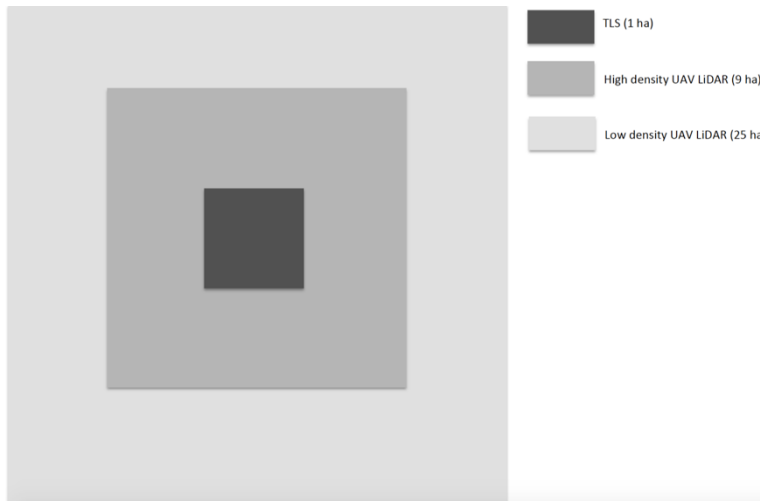 TLS (1 ha)
High density UAV LiDAR (9 ha)
Low density UAV LiDAR (25 ha